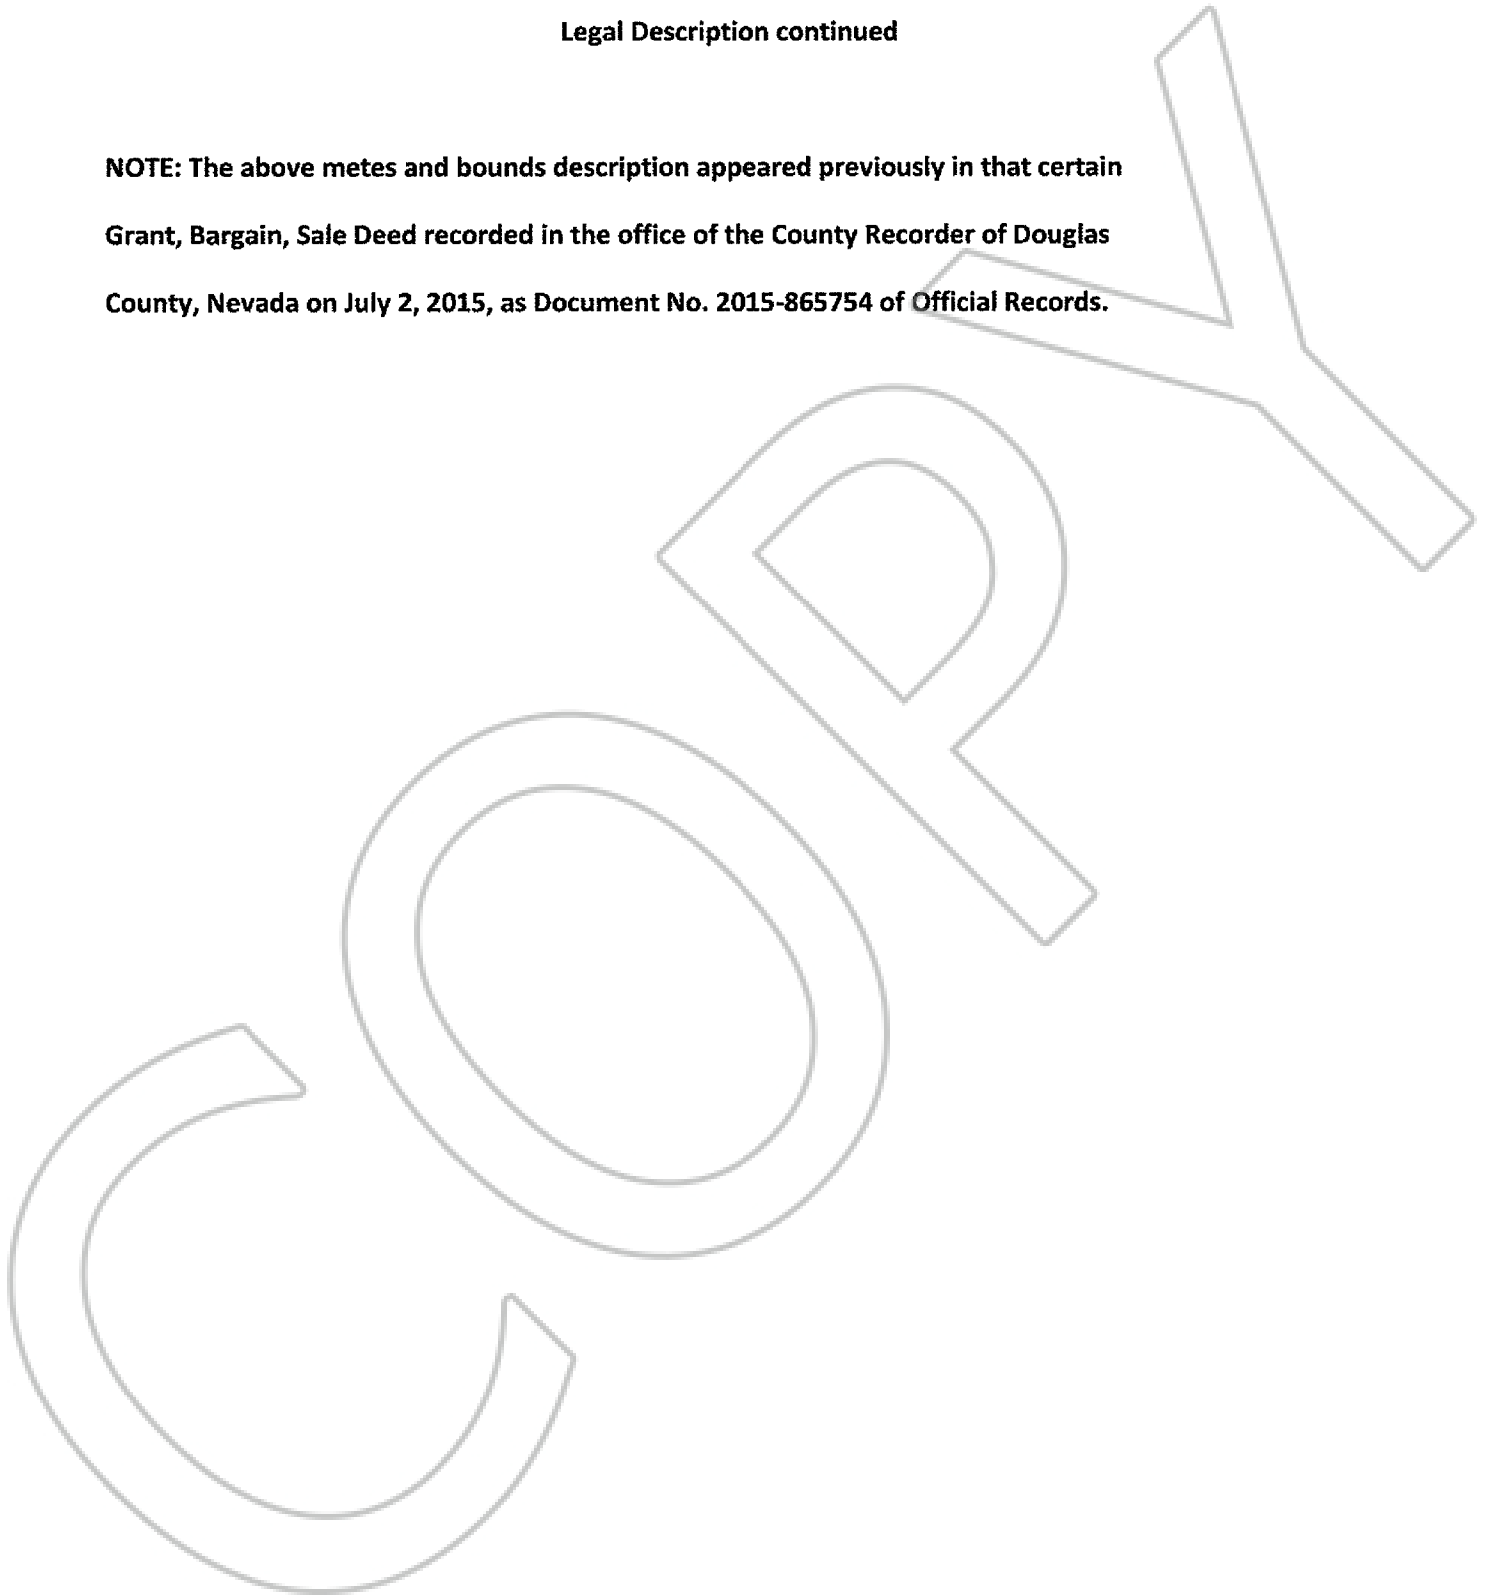 Legal Description continued
NOTE: The above metes and bounds description appeared previously in that certain
Grant, Bargain, Sale Deed recorded in the office of the County Recorder of Douglas
County, Nevada on July 2, 2015, as Document No. 2015-865754 of Official Records.
COPY